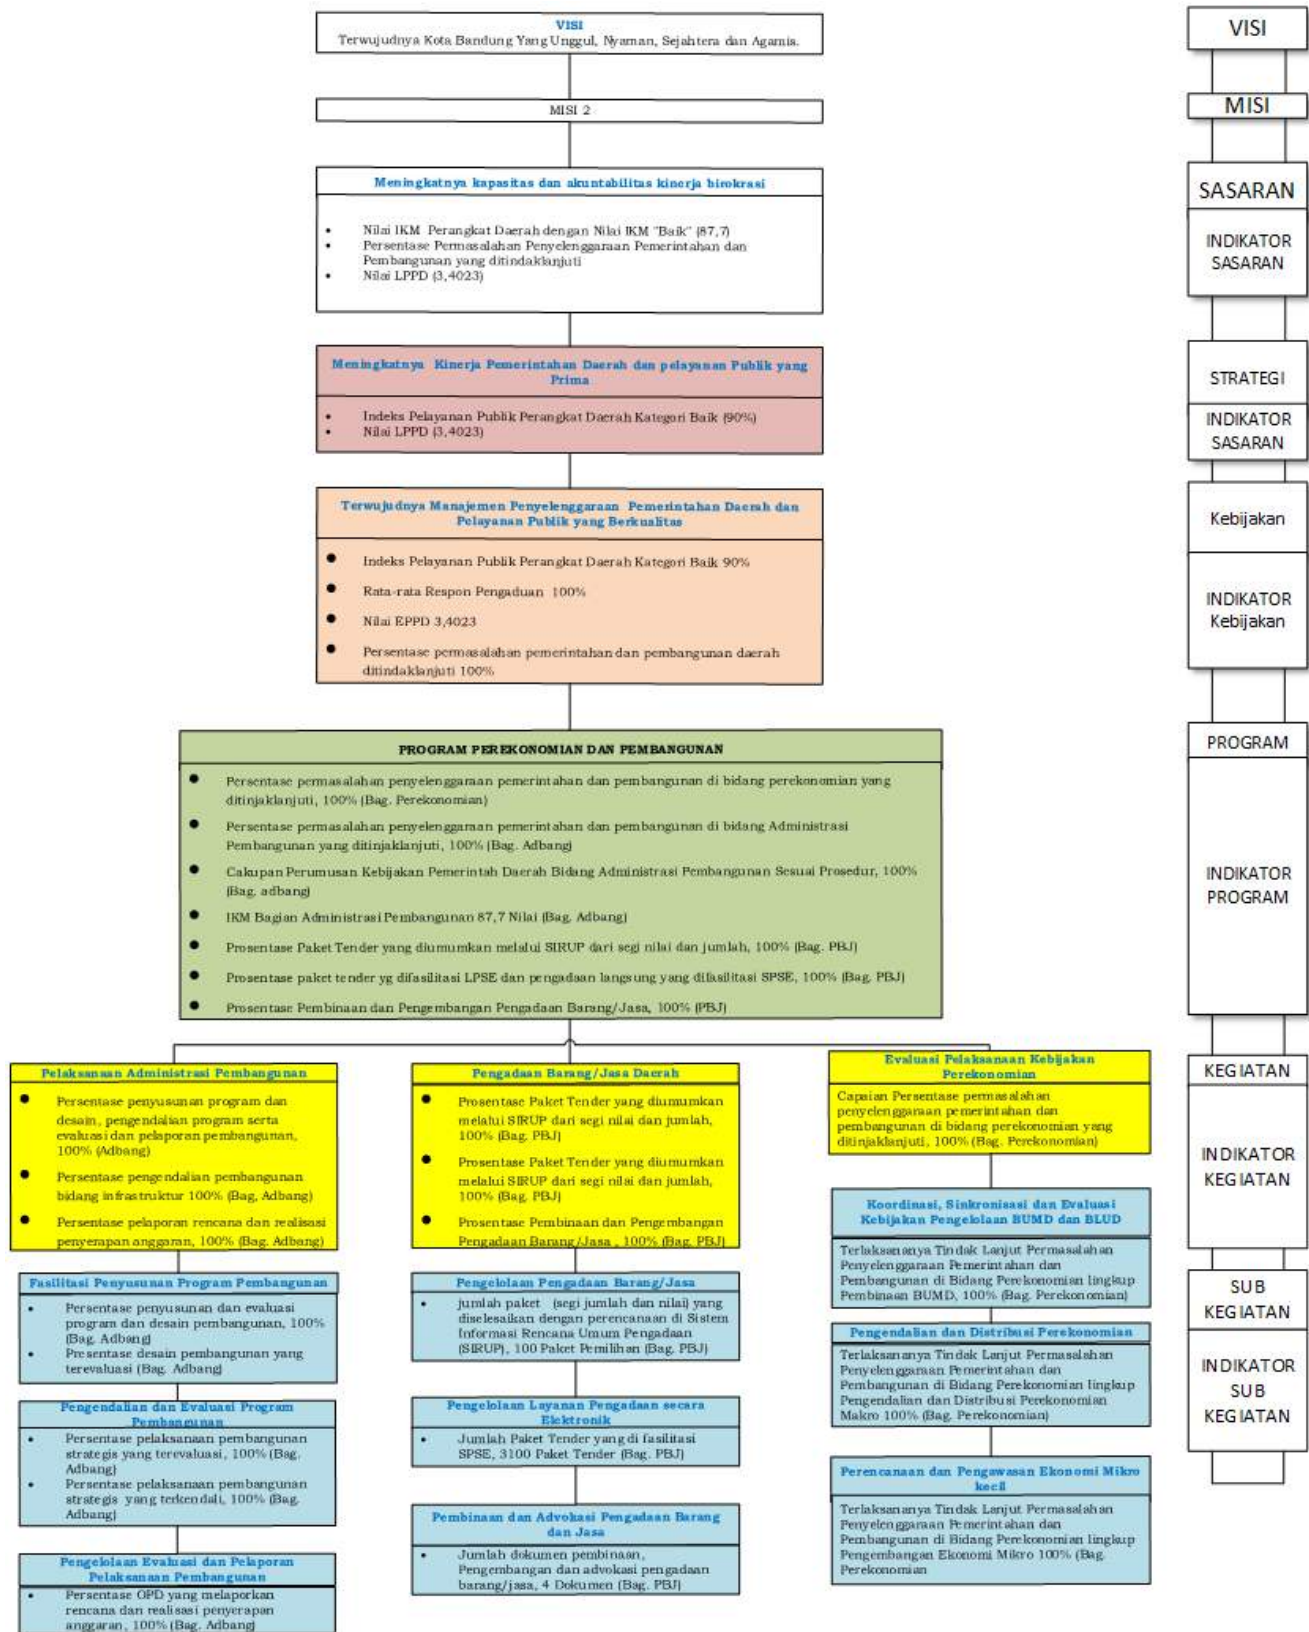 VISI
Terwujudnya Kota Bandung Yang Unggul, Nyaman, Sejahtera dan Agamis.
MISI 2
Meningkatnya kapasitas dan akuntabilitas kinerja birokrasi
• Nilai IKM Perangkat Daerah dengan Nilai IKM "Baik" (87,7)
• Persentase Permasalahan Penyelenggaraan Pemerintahan dan
Pembangunan yang ditindaklanjuti
• Nilai LPPD (3,4023)
Meningkatnya Kinerja Pemerintahan Daerah dan pelayanan Publik yang
Prima
• Indeks Pelayanan Publik Perangkat Daerah Kategori Baik (90%)
• Nilai LPPD (3,4023)
Terwujudnya Manajemen Penyelenggaraan Pemerintahan Daerah dan
Pelayanan Publik yang Berkualitas
● Indeks Pelayanan Publik Perangkat Daerah Kategori Baik 90%
● Rata-rata Respon Pengaduan 100%
● Nilai EPPD 3,4023
● Persentase permasalahan pemerintahan dan pembangunan daerah
ditindaklanjuti 100%
PROGRAM PEREKONOMIAN DAN PEMBANGUNAN
● Persentase permasalahan penyelenggaraan pemerintahan dan pembangunan di bidang perekonomian yang
ditinjaklanjuti, 100% (Bag. Perekonomian)
● Persentase permasalahan penyelenggaraan pemerintahan dan pembangunan di bidang Administrasi
Pembangunan yang ditinjaklanjuti, 100% (Bag. Adbang)
● Cakupan Perumusan Kebijakan Pemerintah Daerah Bidang Administrasi Pembangunan Sesuai Prosedur, 100%
(Bag. adbang)
● IKM Bagian Administrasi Pembangunan 87,7 Nilai (Bag. Adbang)
● Prosentase Paket Tender yang diumumkan melalui SIRUP dari segi nilai dan jumlah, 100% (Bag. PBJ)
● Prosentase paket tender yg difasilitasi LPSE dan pengadaan langsung yang difasilitasi SPSE, 100% (Bag. PBJ)
● Prosentase Pembinaan dan Pengembangan Pengadaan Barang/Jasa, 100% (PBJ)
Pelaksanaan Administrasi Pembangunan
● Persentase penyusunan program dan
desain, pengendalian program serta
evaluasi dan pelaporan pembangunan,
100% (Adbang)
● Persentase pengendalian pembangunan
bidang infrastruktur 100% (Bag, Adbang)
● Persentase pelaporan rencana dan realisasi
penyerapan anggaran, 100% (Bag. Adbang)
Fasilitasi Penyusunan Program Pembangunan
• Persentase penyusunan dan evaluasi
program dan desain pembangunan, 100%
(Bag. Adbang)
• Presentase desain pembangunan yang
terevaluasi (Bag. Adbang)
Pengendalian dan Evaluasi Program
Pembangunan
• Persentase pelaksanaan pembangunan
strategis yang terevaluasi, 100% (Bag.
Adbang)
• Persentase pelaksanaan pembangunan
strategis yang terkendali, 100% (Bag.
Adbang)
Pengelolaan Evaluasi dan Pelaporan
Pelaksanaan Pembangunan
• Persentase OPD yang melaporkan
rencana dan realisasi penyerapan
anggaran, 100% (Bag. Adbang)
Pengadaan Barang/Jasa Daerah
● Prosentase Paket Tender yang diumumkan
melalui SIRUP dari segi nilai dan jumlah,
100% (Bag. PBJ)
● Prosentase Paket Tender yang diumumkan
melalui SIRUP dari segi nilai dan jumlah,
100% (Bag. PBJ)
● Prosentase Pembinaan dan Pengembangan
Pengadaan Barang/Jasa , 100% (Bag. PBJ)
Pengelolaan Pengadaan Barang/Jasa
• jumlah paket (segi jumlah dan nilai) yang
diselesaikan dengan perencanaan di Sistem
Informasi Rencana Umum Pengadaan
(SIRUP), 100 Paket Pemilihan (Bag. PBJ)
Pengelolaan Layanan Pengadaan secara
Elektronik
• Jumlah Paket Tender yang di fasilitasi
SPSE, 3100 Paket Tender (Bag. PBJ)
Pembinaan dan Advokasi Pengadaan Barang
dan Jasa
• Jumlah dokumen pembinaan,
Pengembangan dan advokasi pengadaan
barang/jasa, 4 Dokumen (Bag. PBJ)
Evaluasi Pelaksanaan Kebijakan
Perekonomian
Capaian Persentase permasalahan
penyelenggaraan pemerintahan dan
pembangunan di bidang perekonomian yang
ditinjaklanjuti, 100% (Bag. Perekonomian)
Koordinasi, Sinkronisasi dan Evaluasi
Kebijakan Pengelolaan BUMD dan BLUD
Terlaksananya Tindak Lanjut Permasalahan
Penyelenggaraan Pemerintahan dan
Pembangunan di Bidang Perekonomian lingkup
Pembinaan BUMD, 100% (Bag. Perekonomian)
Pengendalian dan Distribusi Perekonomian
Terlaksananya Tindak Lanjut Permasalahan
Penyelenggaraan Pemerintahan dan
Pembangunan di Bidang Perekonomian lingkup
Pengendalian dan Distribusi Perekonomian
Makro 100% (Bag. Perekonomian)
Perencanaan dan Pengawasan Ekonomi Mikro
kecil
Terlaksananya Tindak Lanjut Permasalahan
Penyelenggaraan Pemerintahan dan
Pembangunan di Bidang Perekonomian lingkup
Pengembangan Ekonomi Mikro 100% (Bag.
Perekonomian
VISI
MISI
SASARAN
INDIKATOR
SASARAN
STRATEGI
INDIKATOR
SASARAN
Kebijakan
INDIKATOR
Kebijakan
PROGRAM
INDIKATOR
PROGRAM
KEGIATAN
INDIKATOR
KEGIATAN
SUB
KEGIATAN
INDIKATOR
SUB
KEGIATAN